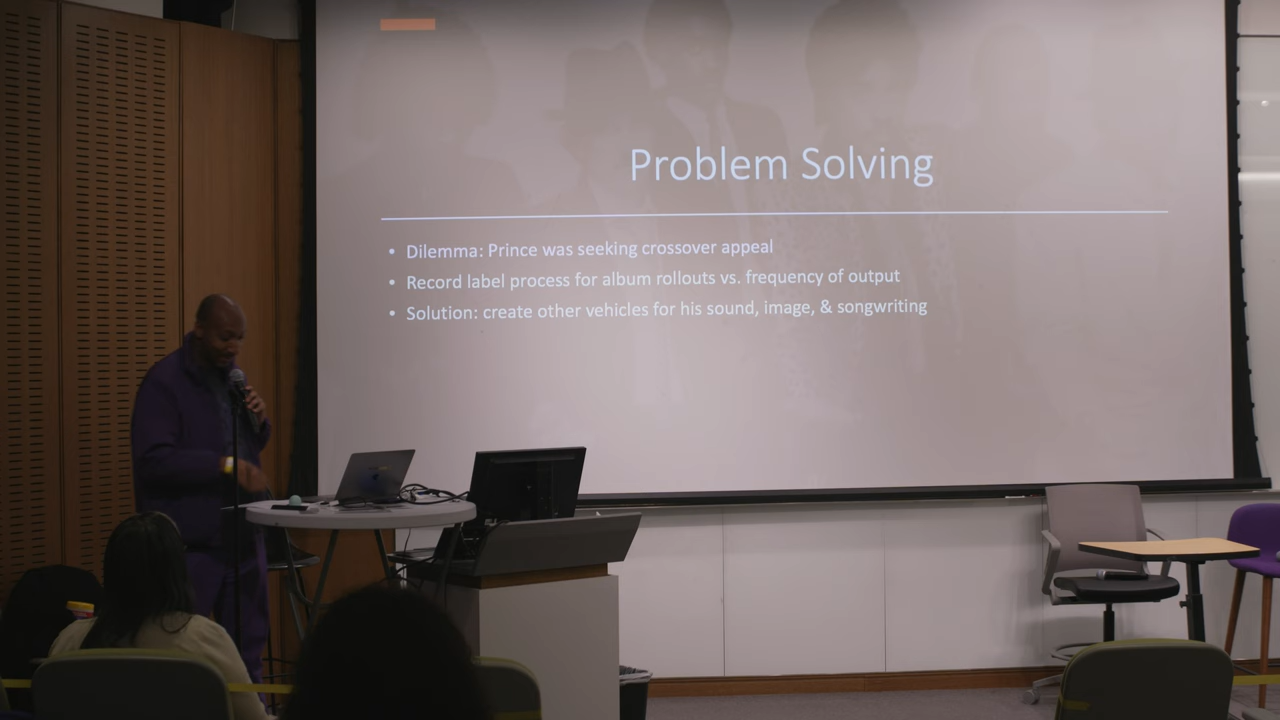 Problem Solving
• Dilemma: Prince was seeking crossover appeal
• Record label process for album rollouts vs. frequency of output
• Solution: create other vehicles for his sound, image, & songwriting